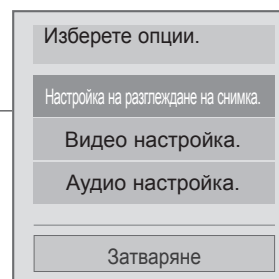 Изберете опции.
Настройка на разглеждане на снимка.
Видео настройка.
Аудио настройка.
Затваряне